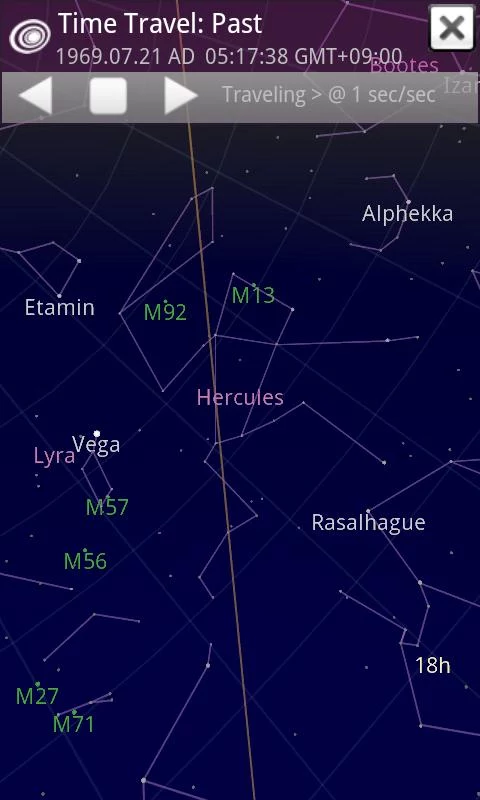 Time Travel: Past
1969.07.21 AD 05:17:38 GMT+09:00
Bootes
Izar
Traveling > @ 1 sec/sec
Alphekka
Etamin
M92
M13
Hercules
Vega
Lyra
M57
Rasalhague
M56
18h
M27
M71